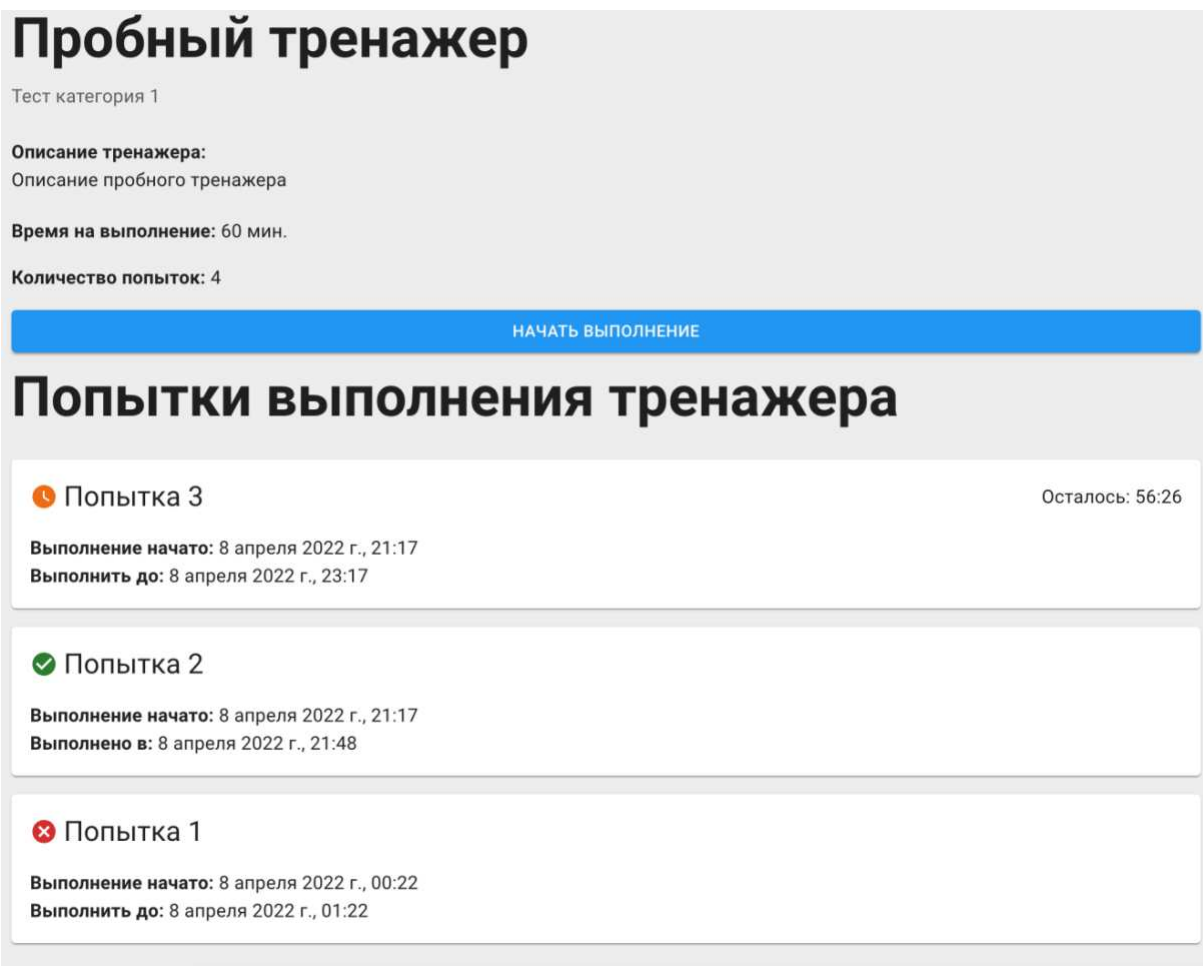 Пробный тренажер
Тест категория 1
Описание тренажера:
Описание пробного тренажера
Время на выполнение: 60 мин.
Количество попыток: 4
НАЧАТЬ ВЫПОЛНЕНИЕ
Попытки выполнения тренажера
Попытка 3
Осталось: 56:26
Выполнение начато: 8 апреля 2022 г., 21:17
Выполнить до: 8 апреля 2022 г., 23:17
Попытка 2
Выполнение начато: 8 апреля 2022 г., 21:17
Выполнено в: 8 апреля 2022 г., 21:48
Попытка 1
Выполнение начато: 8 апреля 2022 г., 00:22
Выполнить до: 8 апреля 2022 г., 01:22